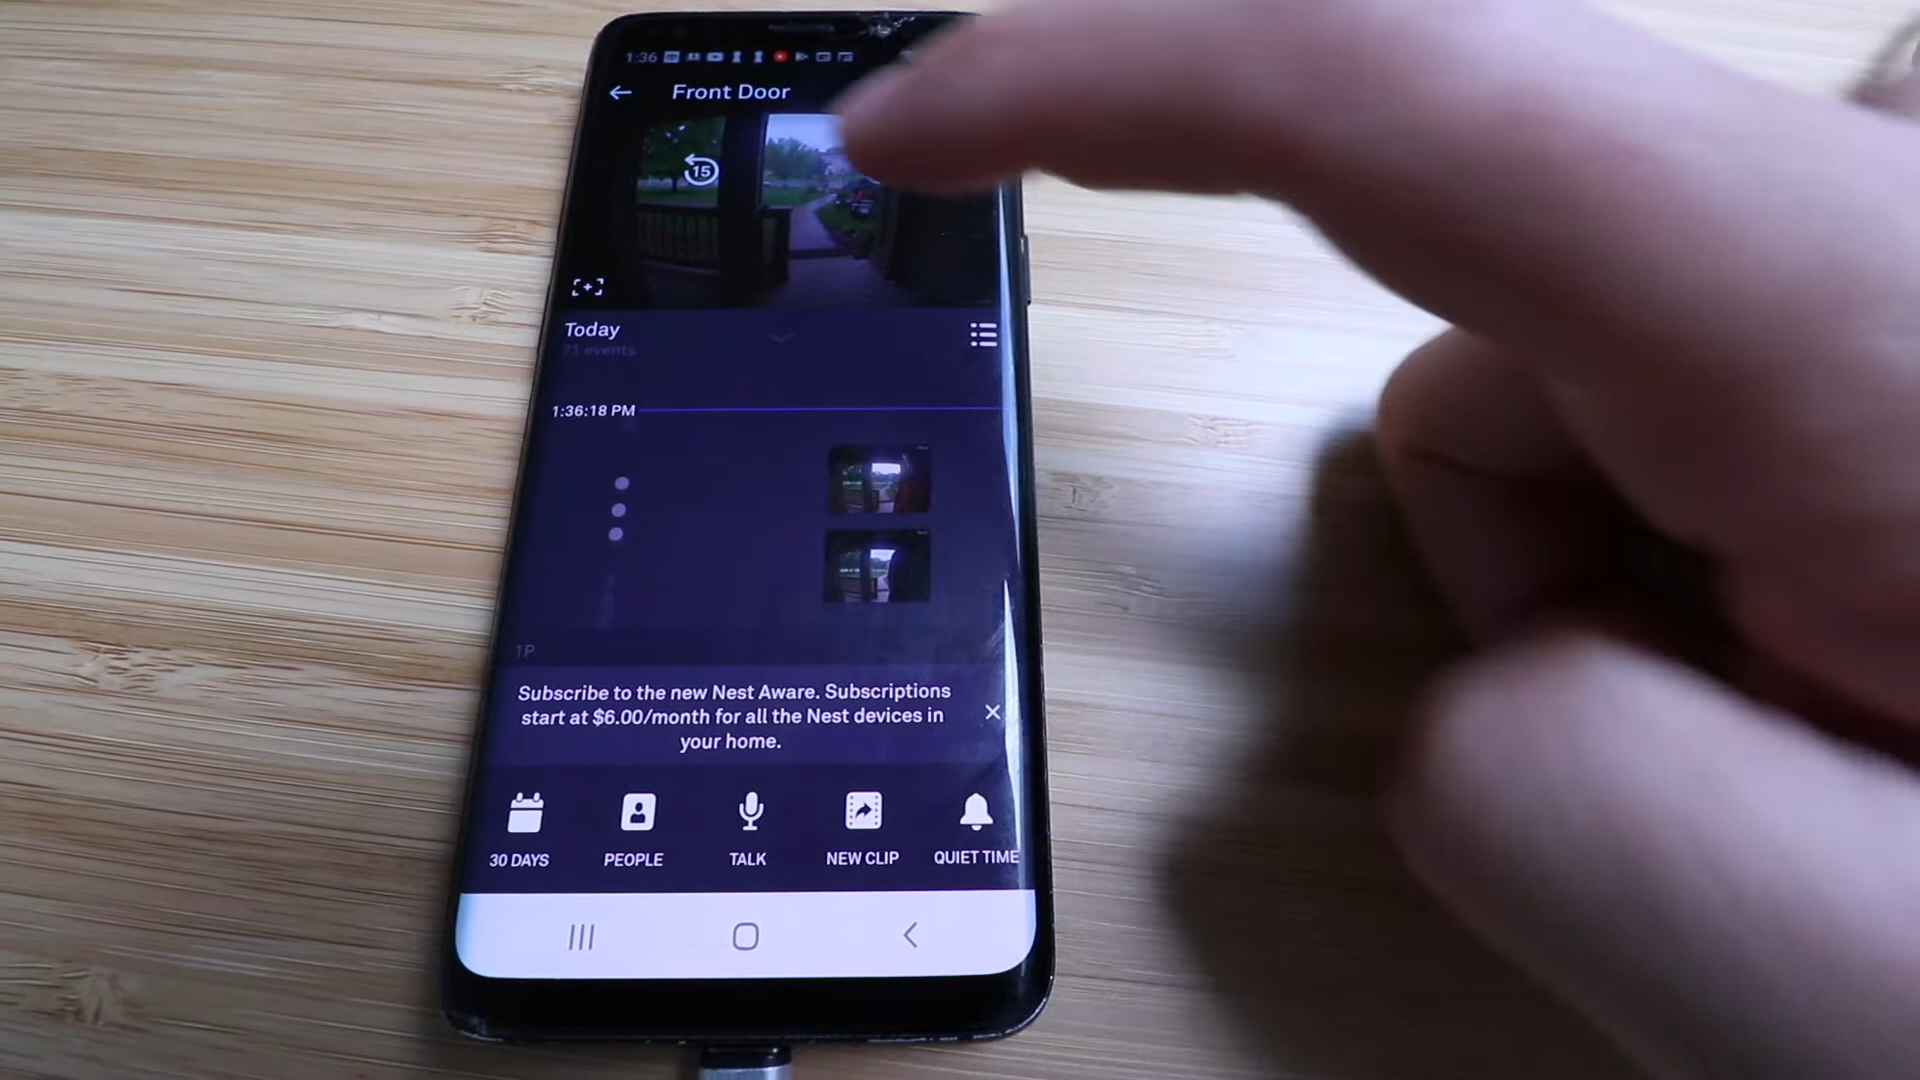 1:36
Front Door
15
Today
71 events
1:36:18 PM
1P
Subscribe to the new Nest Aware. Subscriptions
start at $6.00/month for all the Nest devices in
your home.
30 DAYS
PEOPLE
TALK
NEW CLIP
QUIET TIME